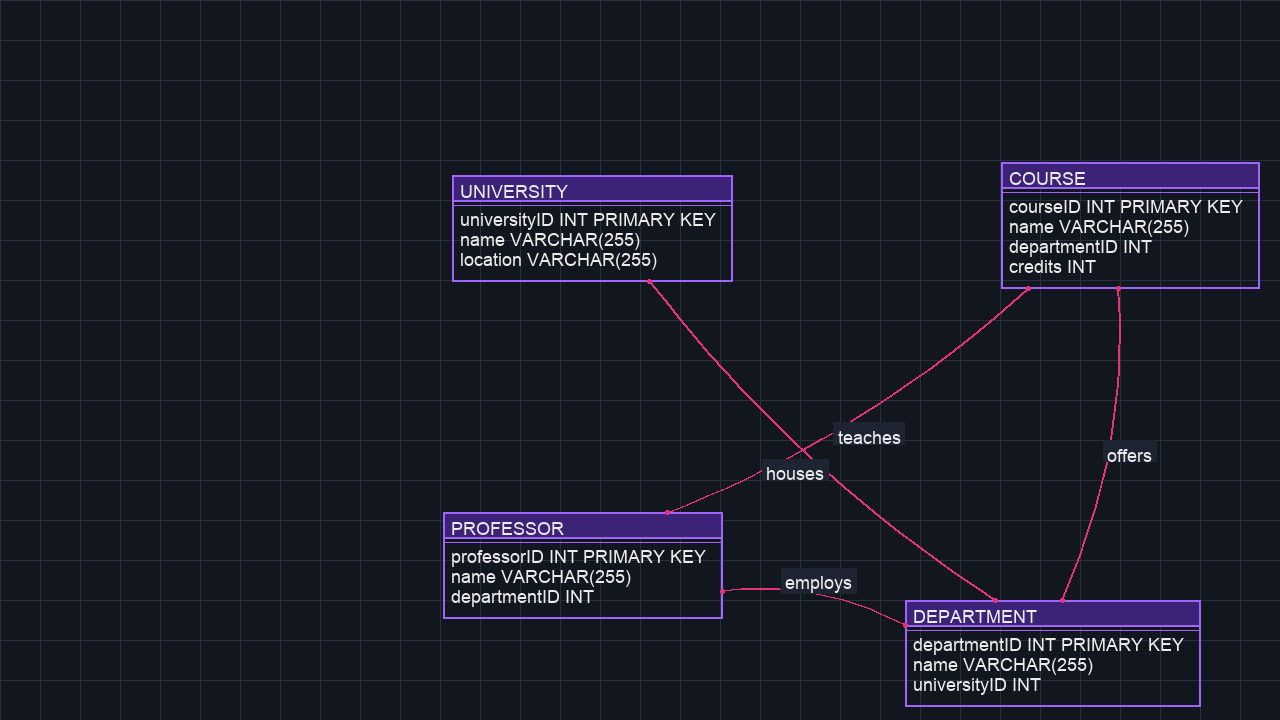 UNIVERSITY
universityID INT PRIMARY KEY
name VARCHAR(255)
location VARCHAR(255)
COURSE
courseID INT PRIMARY KEY
name VARCHAR(255)
departmentID INT
credits INT
teaches
offers
houses
PROFESSOR
professorID INT PRIMARY KEY
name VARCHAR(255)
departmentID INT
employs
DEPARTMENT
departmentID INT PRIMARY KEY
name VARCHAR(255)
universityID INT